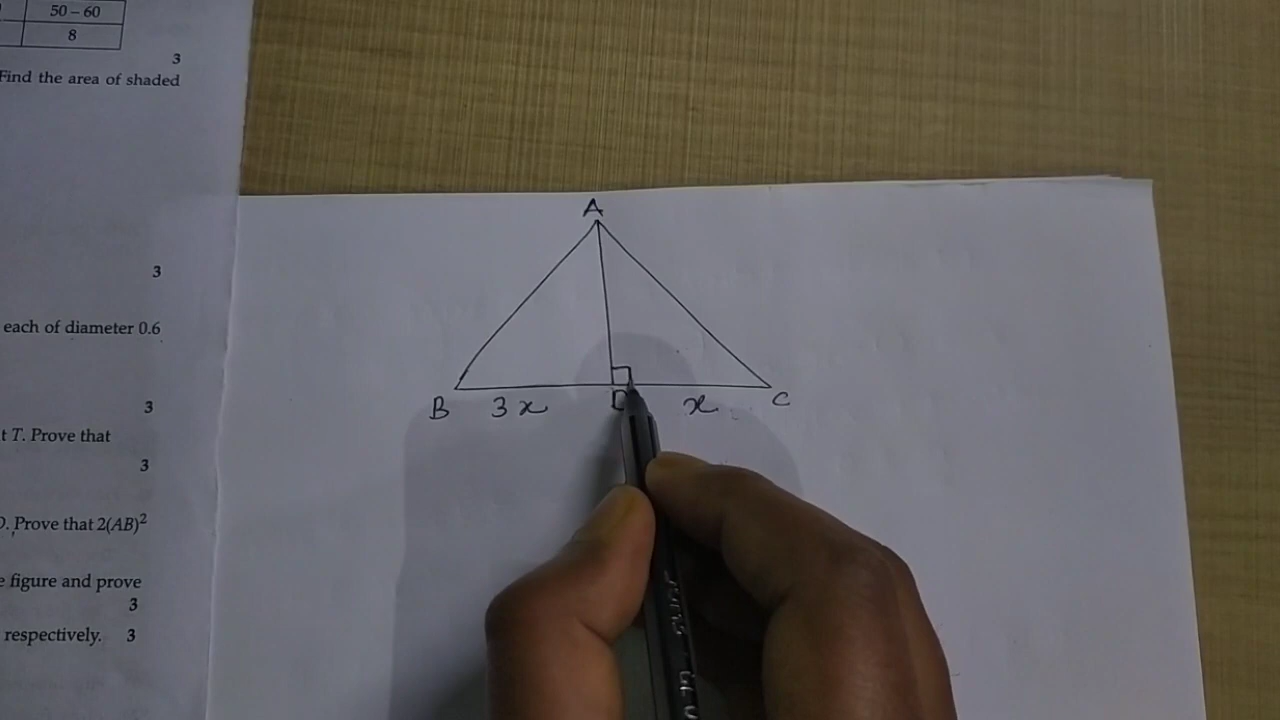 50 – 60
8
3
Find the area of shaded
3
each of diameter 0.6
3
t T. Prove that
3
. Prove that 2(AB)²
e figure and prove
3
respectively. 3
A
B 3x D x C